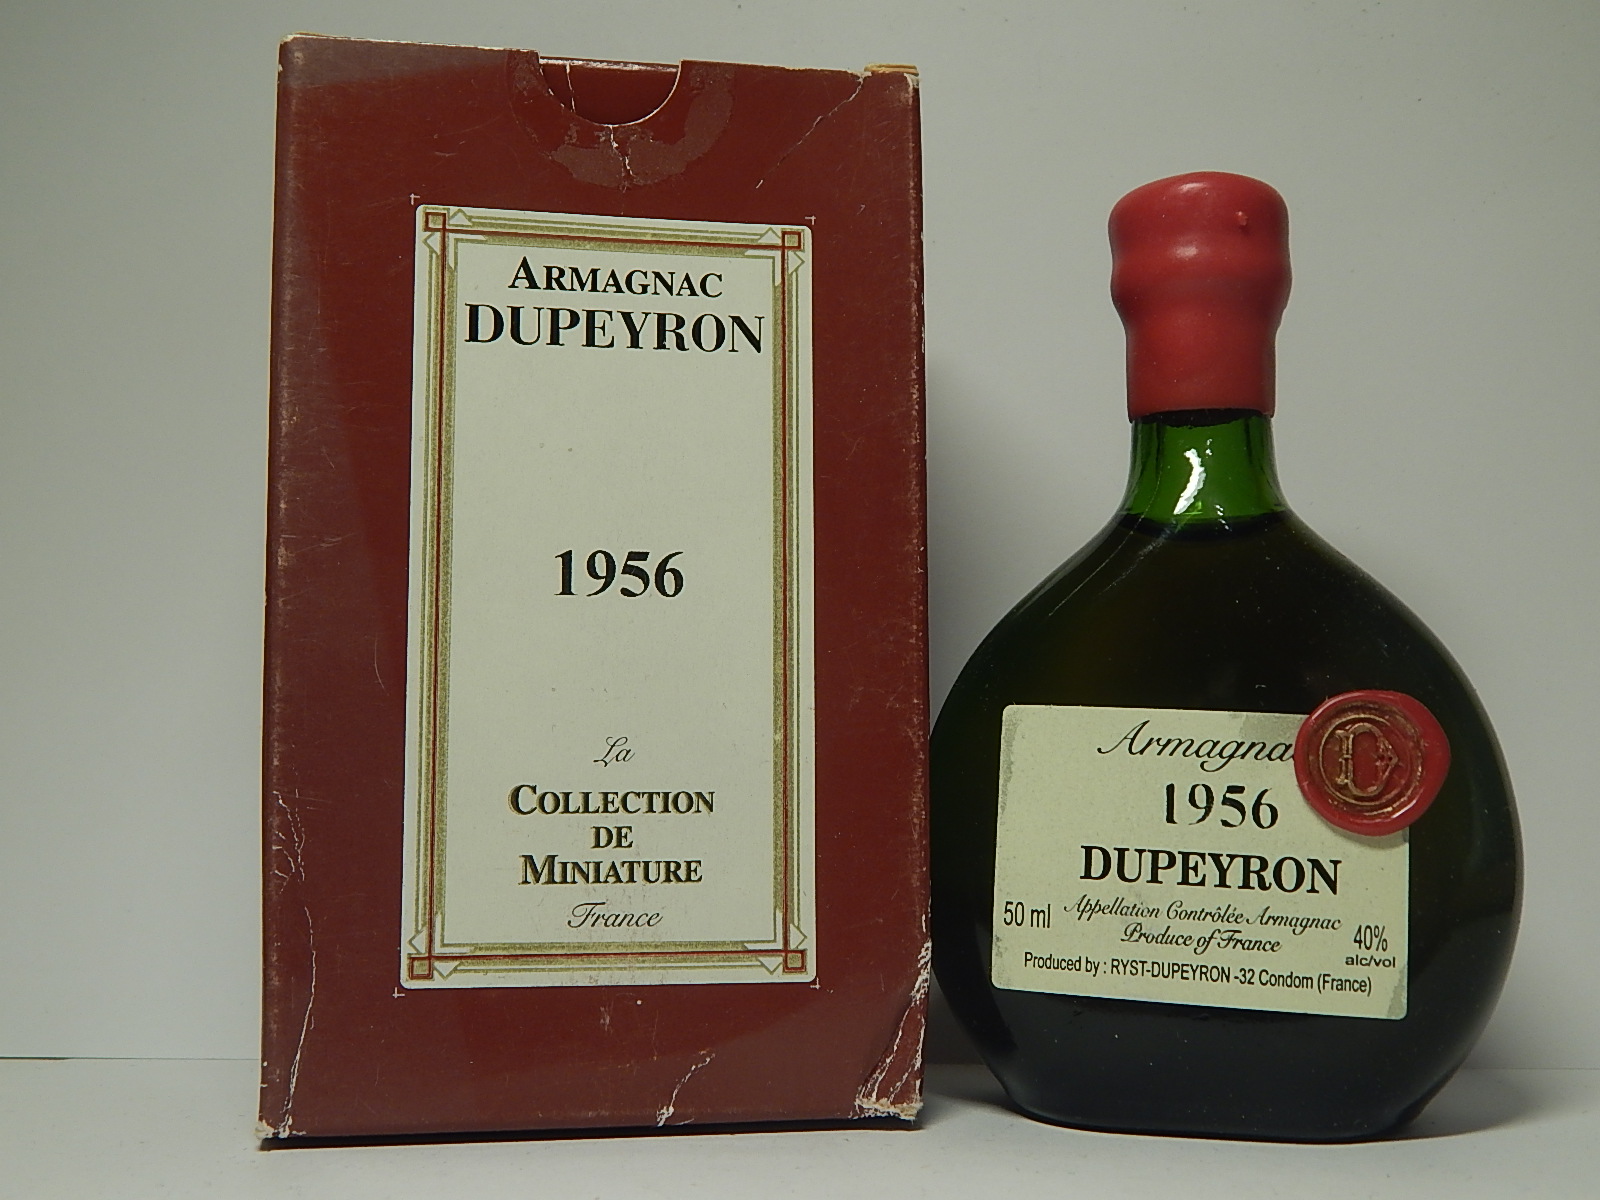 ARMAGNAC
DUPEYRON
1956
La
COLLECTION
DE
MINIATURE
France
Armagna
1956
DUPEYRON
50 ml
Appellation Contrôlée Armagnac
Produce of France
40%
alc/vol
Produced by : RYST-DUPEYRON -32 Condom (France)
D